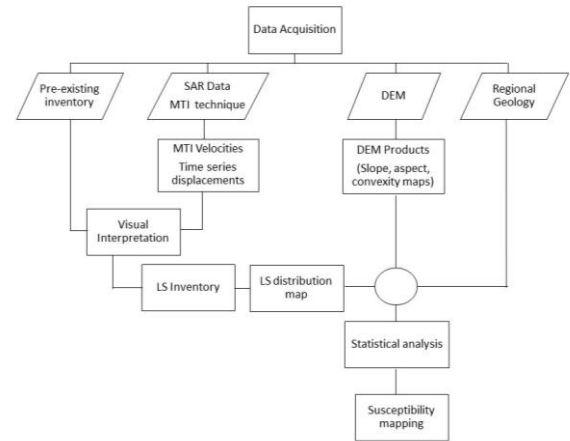 Data Acquisition
Pre-existing
inventory
SAR Data
MTI technique
DEM
Regional
Geology
MTI Velocities
Time series
displacements
DEM Products
(Slope, aspect,
convexity maps)
Visual
Interpretation
LS Inventory
LS distribution
map
Statistical analysis
Susceptibility
mapping